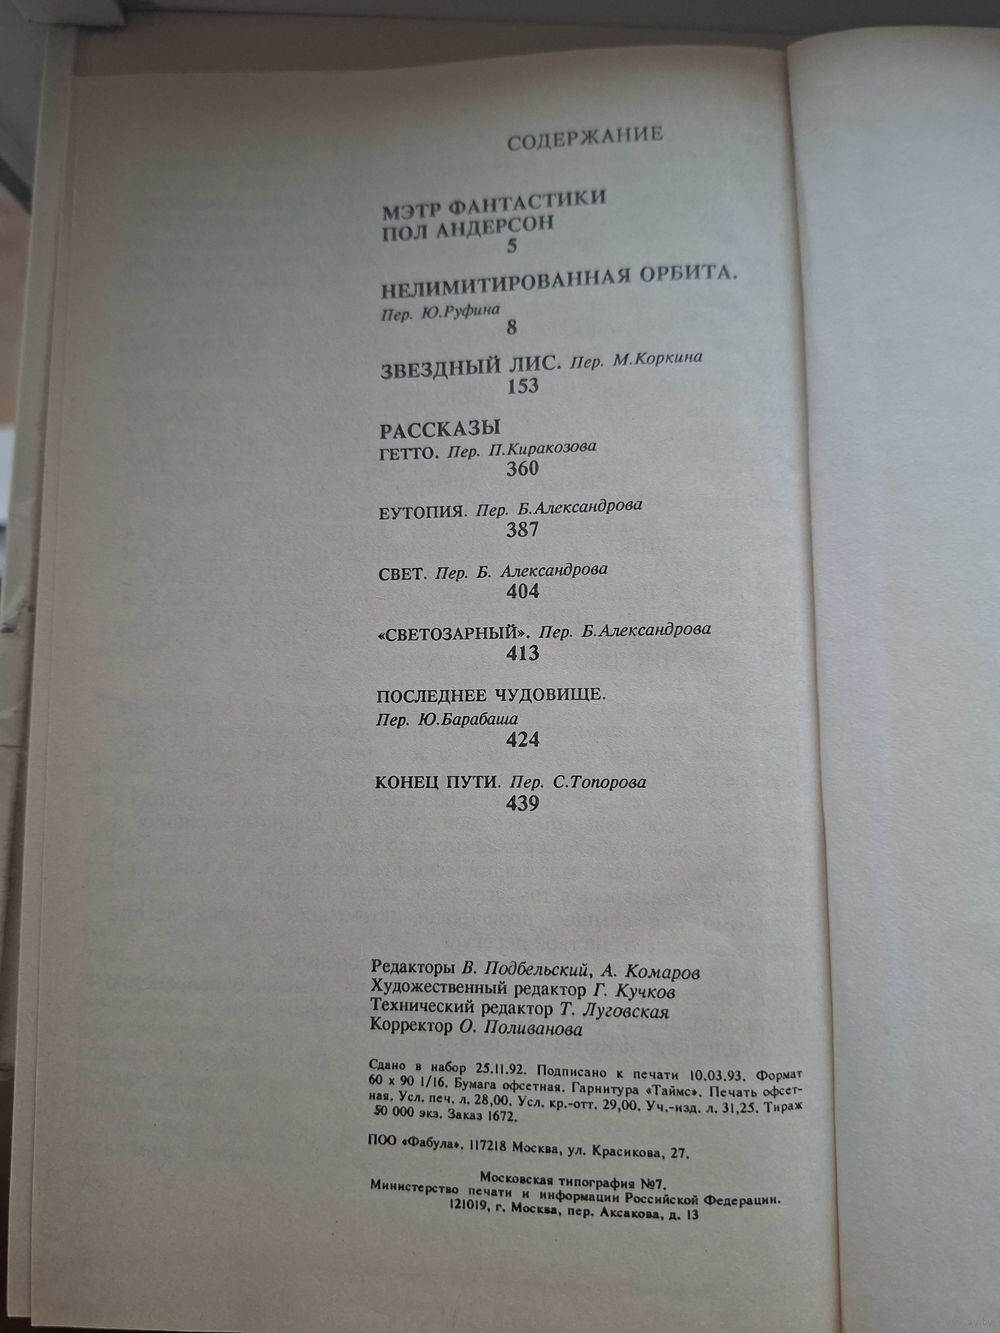 СОДЕРЖАНИЕ
МЭТР ФАНТАСТИКИ
ПОЛ АНДЕРСОН
5
НЕЛИМИТИРОВАННАЯ ОРБИТА.
Пер. Ю.Руфина
8
ЗВЕЗДНЫЙ ЛИС. Пер. М.Коркина
153
РАССКАЗЫ
ГЕТТО. Пер. П.Киракозова
360
ЕУТОПИЯ. Пер. Б.Александрова
387
СВЕТ. Пер. Б. Александрова
404
«СВЕТОЗАРНЫЙ». Пер. Б.Александрова
413
ПОСЛЕДНЕЕ ЧУДОВИЩЕ.
Пер. Ю.Барабаша
424
КОНЕЦ ПУТИ. Пер. С.Топорова
439
Редакторы В. Подбельский, А. Комаров
Художественный редактор Г. Кучков
Технический редактор Т. Луговская
Корректор О. Поливанова
Сдано в набор 25.11.92. Подписано к печати 10.03.93. Формат
60 х 90 1/16. Бумага офсетная. Гарнитура «Таймс». Печать офсет-
ная. Усл. печ. л. 28,00. Усл. кр.-отт. 29,00. Уч.-изд. л. 31,25. Тираж
50 000 экз. Заказ 1672.
ПОО «Фабула». 117218 Москва, ул. Красикова, 27.
Московская типография №7.
Министерство печати и информации Российской Федерации.
121019, г. Москва, пер. Аксакова, д. 13